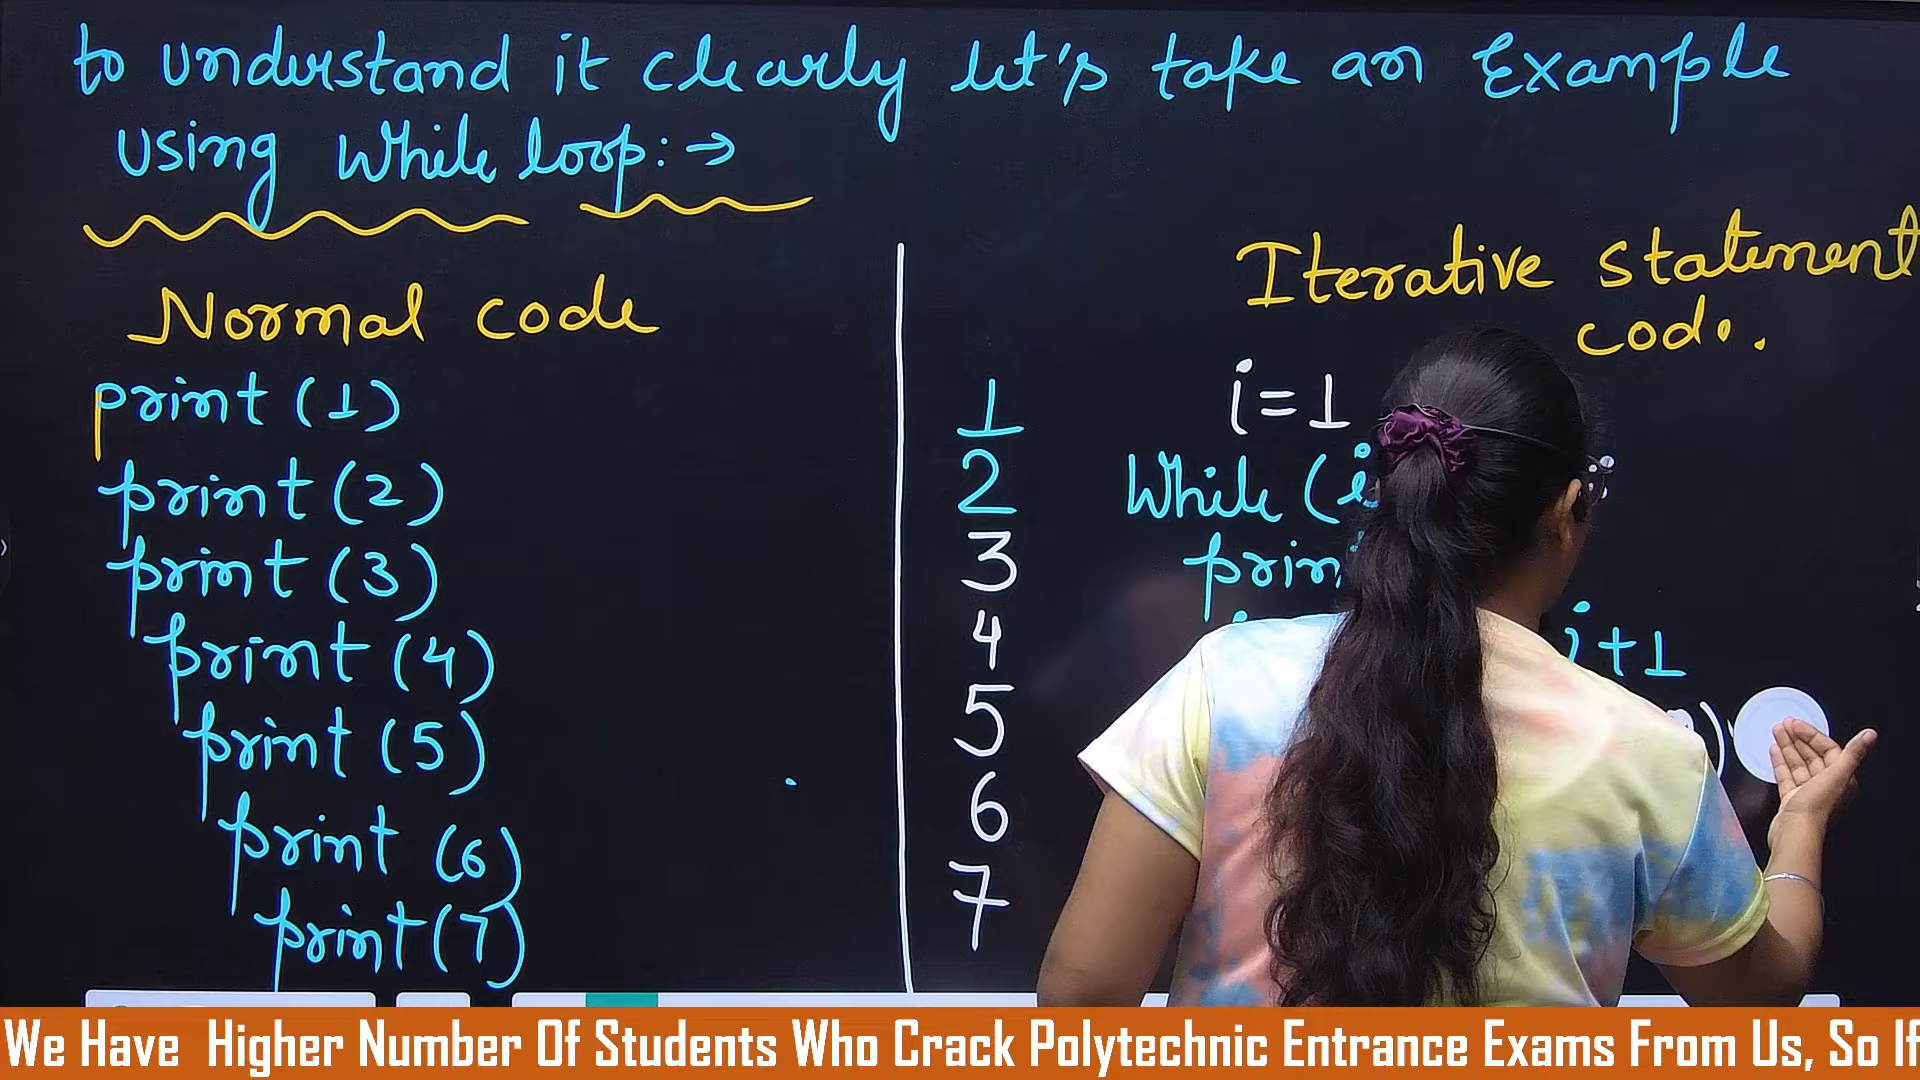 to understand it clearly let's take an Example
using While loop: →
Normal code
print (1)
print (2)
print (3)
print (4)
print (5)
print (6)
print (7)
1
2
3
4
5
6
7
Iterative statement
code.
i=1
While (i
prin
i+1
)
We Have Higher Number Of Students Who Crack Polytechnic Entrance Exams From Us, So If